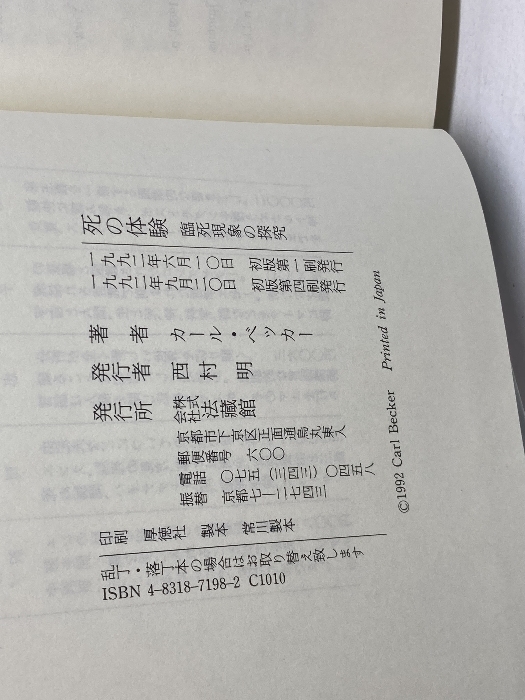 死の体験 臨死現象の探究
一九九二年六月一〇日 初版第一刷発行
一九九二年九月二〇日 初版第四刷発行
著者 カール・ベッカー
発行者 西村明
発行所 株式会社 法藏館
京都市下京区正面通烏丸東入
郵便番号 六〇〇
電話 〇七五(三四三)〇四五八
振替 京都七-二七四三
印刷 厚徳社 製本 常川製本
乱丁・落丁本の場合はお取り替え致します
ISBN 4-8318-7198-2 C1010
©1992 Carl Becker Printed in Japan